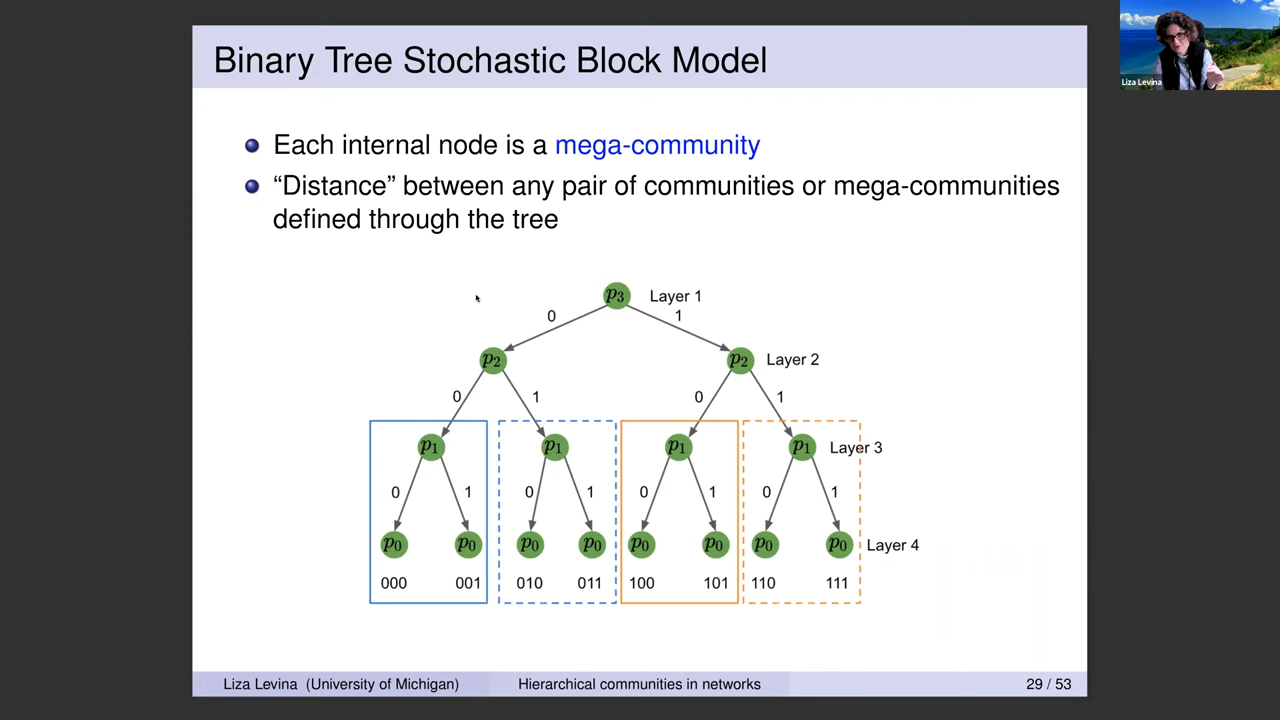 Binary Tree Stochastic Block Model
Liza Levina
Each internal node is a mega-community
“Distance” between any pair of communities or mega-communities
defined through the tree
p3 Layer 1
0 1
p2 p2 Layer 2
0 1 0 1
p1 p1 p1 p1 Layer 3
0 1 0 1 0 1 0 1
p0 p0 p0 p0 p0 p0 p0 p0 Layer 4
000 001 010 011 100 101 110 111
Liza Levina (University of Michigan) Hierarchical communities in networks 29 / 53